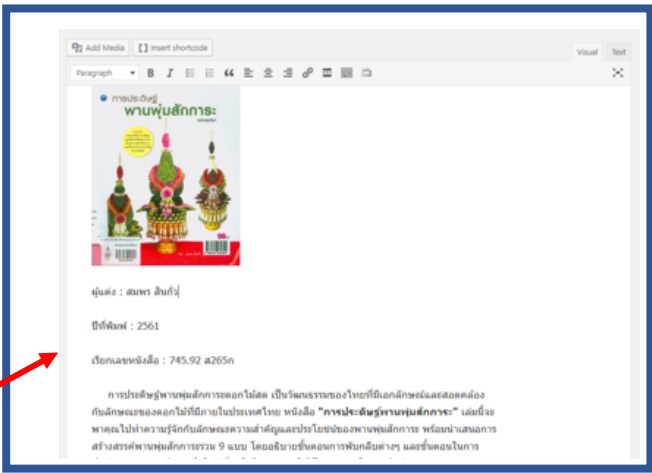 Add Media
[] Insert shortcode
Visual
Text
Paragraph
B
I
การประดิษฐ์
พานพุ่มสักการะ
99.-
ผู้แต่ง : สมพร สินทั่ว
ปีที่พิมพ์ : 2561
เรียกเลขหนังสือ : 745.92 ส265ก
การประดิษฐ์พานพุ่มสักการะดอกไม้สด เป็นวัฒนธรรมของไทยที่มีเอกลักษณ์และสอดคล้อง
กับลักษณะของดอกไม้ที่มีภายในประเทศไทย หนังสือ "การประดิษฐ์พานพุ่มสักการะ" เล่มนี้จะ
พาคุณไปทำความรู้จักกับลักษณะความสำคัญและประโยชน์ของพานพุ่มสักการะ พร้อมนำเสนอการ
สร้างสรรค์พานพุ่มสักการะรวม 9 แบบ โดยอธิบายขั้นตอนการพับกลีบต่างๆ และขั้นตอนในการ